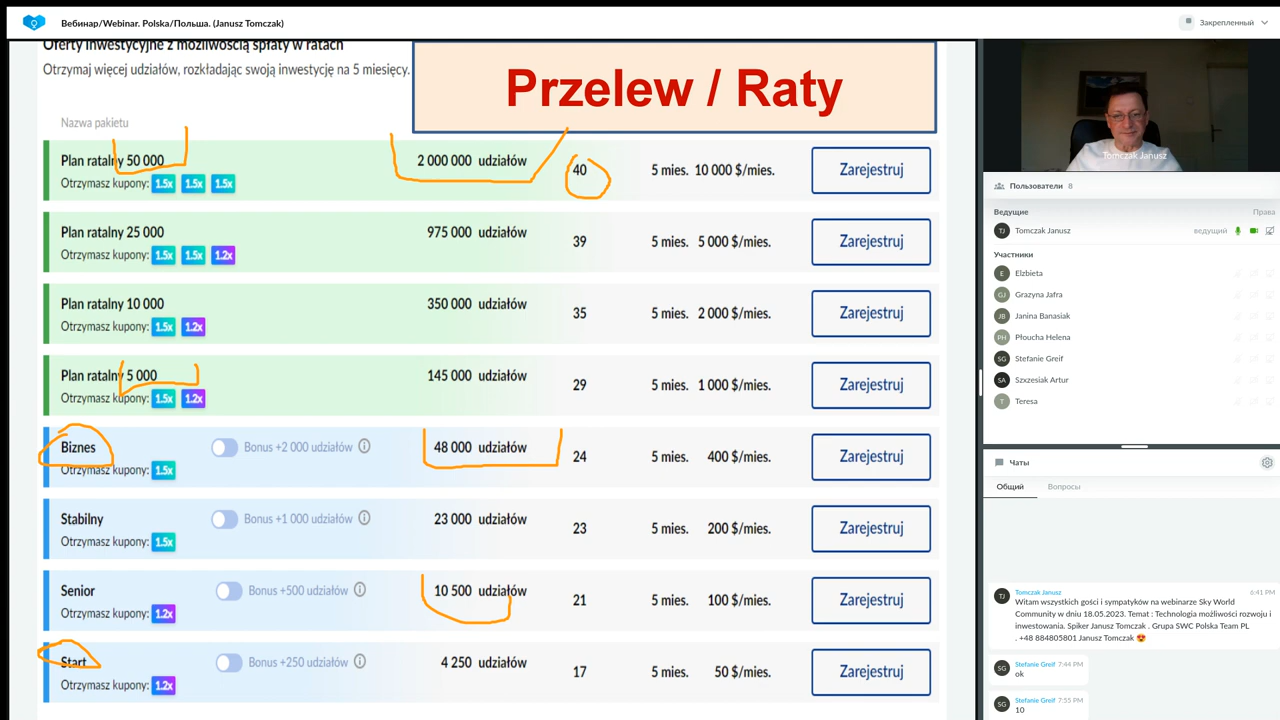 Вебинар/Webinar. Polska/Польша. (Janusz Tomczak)
Закрепленный
Oferty inwestycyjne z możliwością spłaty w ratach
Otrzymaj więcej udziałów, rozkładając swoją inwestycję na 5 miesięcy.
Przelew / Raty
Nazwa pakietu
Plan ratalny 50 000
Otrzymasz kupony: 1.5x 1.5x 1.5x
2 000 000 udziałów 40 5 mies. 10 000 $/mies. Zarejestruj
Plan ratalny 25 000
Otrzymasz kupony: 1.5x 1.5x 1.2x
975 000 udziałów 39 5 mies. 5 000 $/mies. Zarejestruj
Plan ratalny 10 000
Otrzymasz kupony: 1.5x 1.2x
350 000 udziałów 35 5 mies. 2 000 $/mies. Zarejestruj
Plan ratalny 5 000
Otrzymasz kupony: 1.5x 1.2x
145 000 udziałów 29 5 mies. 1 000 $/mies. Zarejestruj
Biznes
Otrzymasz kupony: 1.5x
Bonus +2 000 udziałów 48 000 udziałów 24 5 mies. 400 $/mies. Zarejestruj
Stabilny
Otrzymasz kupony: 1.5x
Bonus +1 000 udziałów 23 000 udziałów 23 5 mies. 200 $/mies. Zarejestruj
Senior
Otrzymasz kupony: 1.2x
Bonus +500 udziałów 10 500 udziałów 21 5 mies. 100 $/mies. Zarejestruj
Start
Otrzymasz kupony: 1.2x
Bonus +250 udziałów 4 250 udziałów 17 5 mies. 50 $/mies. Zarejestruj
Tomczak Janusz
Пользователи 8
Ведущие Права
TJ Tomczak Janusz ведущий
Участники
E Elzbieta
GJ Grazyna Jafra
JB Janina Banasiak
PH Płoucha Helena
SG Stefanie Greif
SA Szxzesiak Artur
T Teresa
Чаты
Общий Вопросы
TJ Tomczak Janusz 6:41 PM
Witam wszystkich gości i sympatyków na webinarze Sky World
Community w dniu 18.05.2023. Temat : Technologia możliwości rozwoju i
inwestowania. Spiker Janusz Tomczak . Grupa SWC Polska Team PL
. +48 884805801 Janusz Tomczak 😍
SG Stefanie Greif 7:44 PM
ok
SG Stefanie Greif 7:55 PM
10